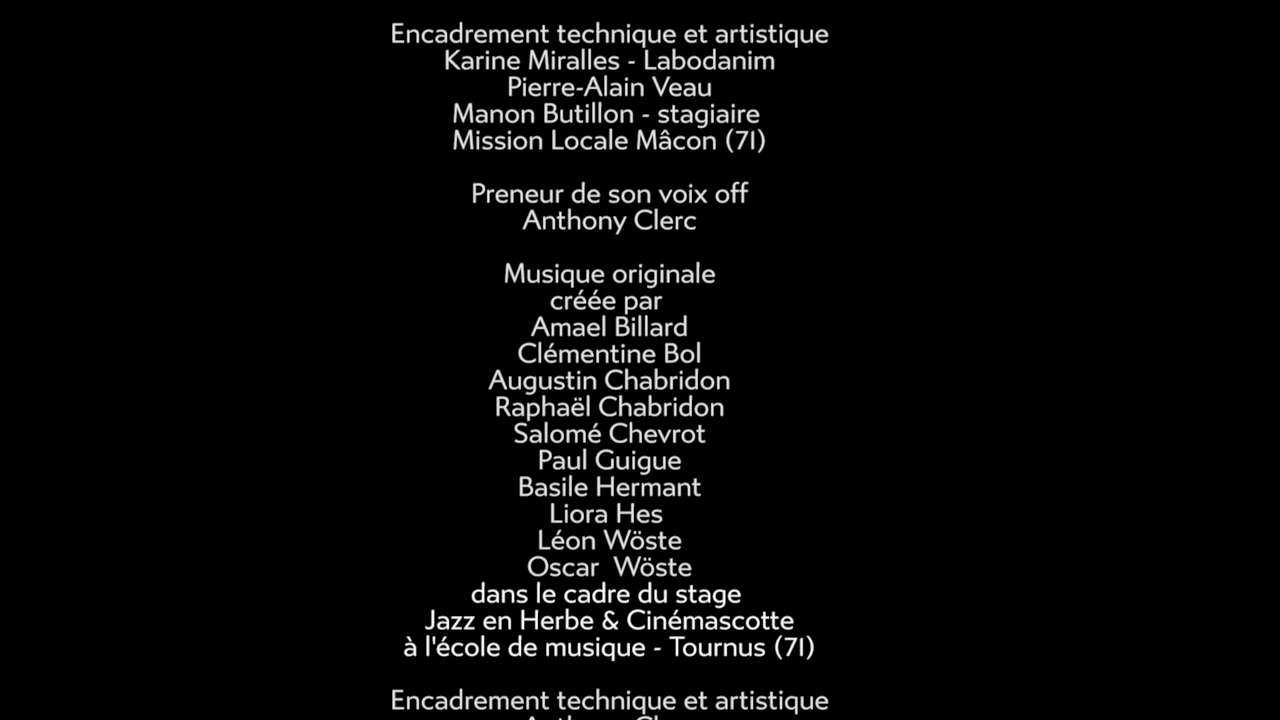 Encadrement technique et artistique
Karine Miralles - Labodanim
Pierre-Alain Veau
Manon Butillon - stagiaire
Mission Locale Mâcon (71)
Preneur de son voix off
Anthony Clerc
Musique originale
créée par
Amael Billard
Clémentine Bol
Augustin Chabridon
Raphaël Chabridon
Salomé Chevrot
Paul Guigue
Basile Hermant
Liora Hes
Léon Wöste
Oscar  Wöste
dans le cadre du stage
Jazz en Herbe & Cinémascotte
à l'école de musique - Tournus (71)
Encadrement technique et artistique